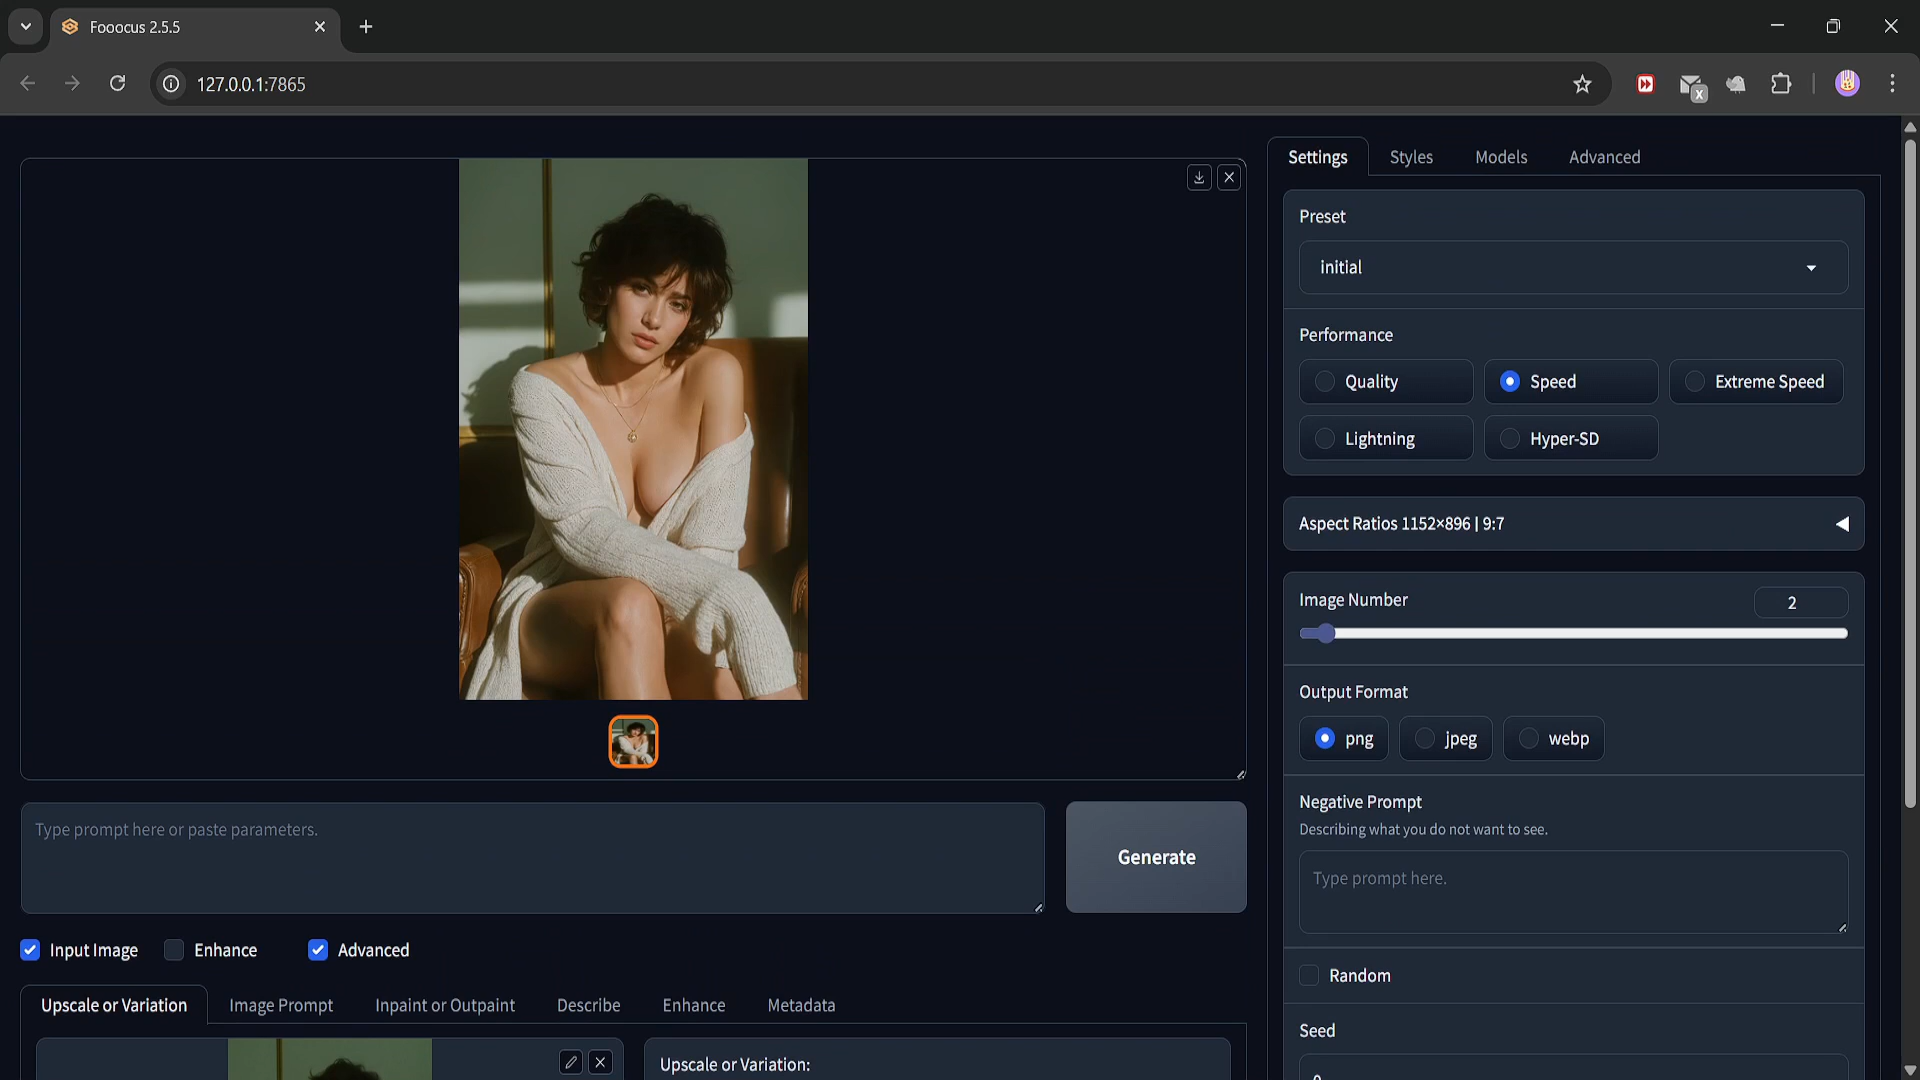 Fooocus 2.5.5
127.0.0.1:7865
x
Settings
Styles
Models
Advanced
Preset
initial
Performance
Quality
Speed
Extreme Speed
Lightning
Hyper-SD
Aspect Ratios 1152×896 | 9:7
Image Number
2
Output Format
png
jpeg
webp
Negative Prompt
Describing what you do not want to see.
Type prompt here.
Random
Seed
Type prompt here or paste parameters.
Generate
Input Image
Enhance
Advanced
Upscale or Variation
Image Prompt
Inpaint or Outpaint
Describe
Enhance
Metadata
Upscale or Variation: